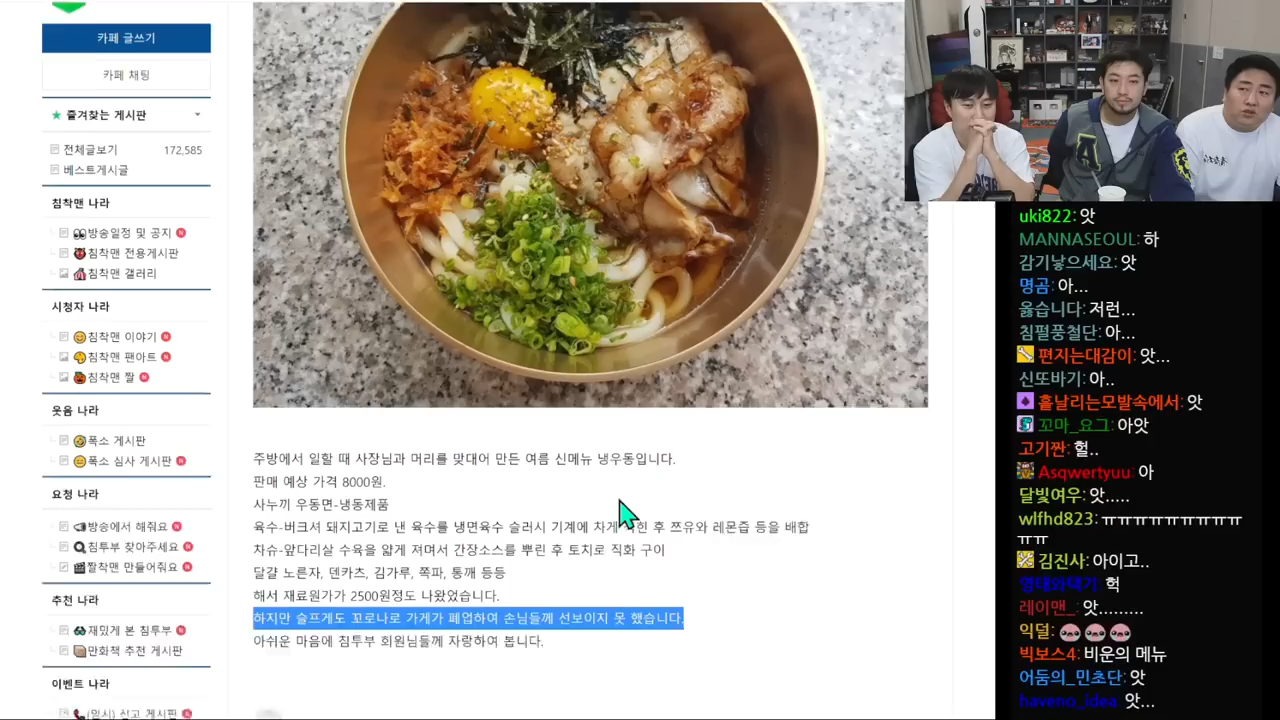 카페 글쓰기
카페 채팅
즐겨찾는 게시판
전체글보기 172,585
베스트게시글
침착맨 나라
방송일정 및 공지 N
침착맨 전용게시판
침착맨 갤러리
시청자 나라
침착맨 이야기 N
침착맨 팬아트 N
침착맨 짤 N
웃음 나라
폭소 게시판
폭소 심사 게시판 N
요청 나라
방송에서 해줘요 N
침투부 찾아주세요 N
짤착맨 만들어줘요 N
추천 나라
재밌게 본 침투부 N
만화책 추천 게시판
이벤트 나라
(임시) 신고 게시판 N
주방에서 일할 때 사장님과 머리를 맞대어 만든 여름 신메뉴 냉우동입니다.
판매 예상 가격 8000원.
사누끼 우동면-냉동제품
육수-버크셔 돼지고기로 낸 육수를 냉면육수 슬러시 기계에 차게 후 쯔유와 레몬즙 등을 배합
차슈-앞다리살 수육을 얇게 져며서 간장소스를 뿌린 후 토치로 직화 구이
달걀 노른자, 덴카츠, 김가루, 쪽파, 통깨 등등
해서 재료원가가 2500원정도 나왔었습니다.
하지만 슬프게도 꼬로나로 가게가 폐업하여 손님들께 선보이지 못 했습니다.
아쉬운 마음에 침투부 회원님들께 자랑하여 봅니다.
A
uki822: 앗
MANNASEOUL: 하
감기낳으세요: 앗
명곰: 아...
옳습니다: 저런...
침펄풍철단: 아...
편지는대감이: 앗...
신또바기: 아..
흩날리는모발속에서: 앗
꼬마_요그: 아앗
고기짠: 헐..
Asqwertyuu: 아
달빛여우: 앗.....
wlfhd823: ㅠㅠㅠㅠㅠㅠㅠㅠㅠ
ㅠㅠ
김진사: 아이고..
명태와택기: 헉
레이맨_: 앗.........
익덜:
빅보스4: 비운의 메뉴
어둠의_민초단: 앗
haveno_idea: 앗...